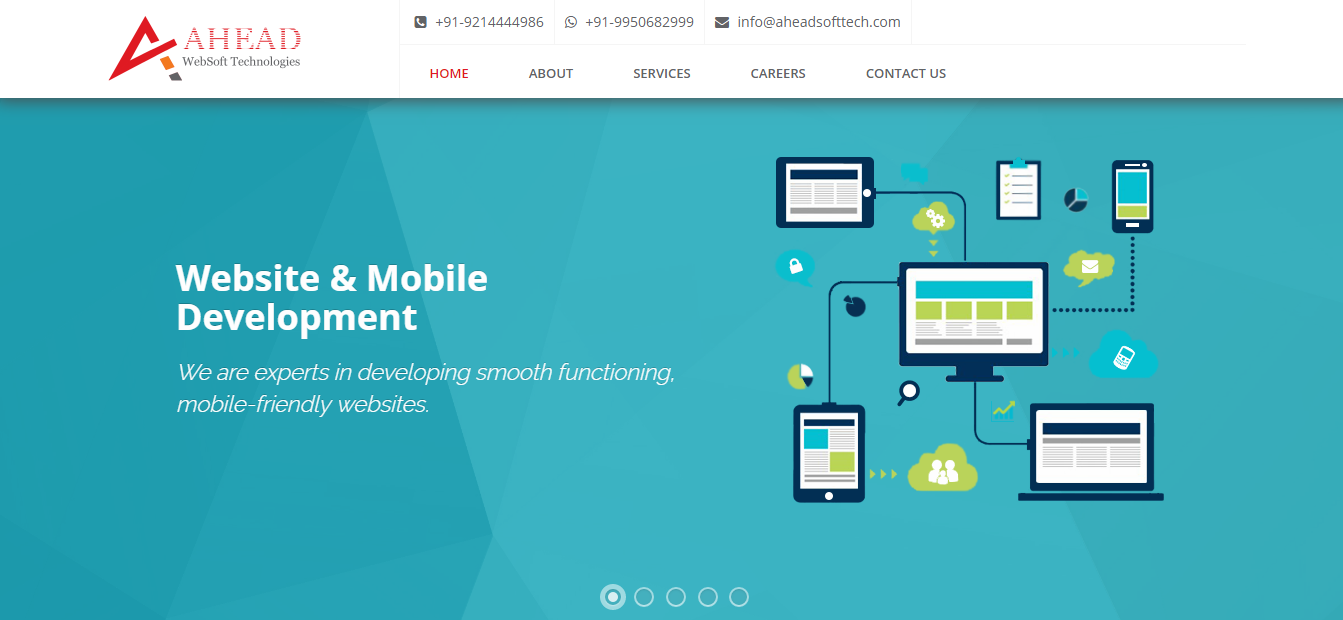 AHEAD
WebSoft Technologies
+91-9214444986
+91-9950682999
info@aheadsofttech.com
HOME
ABOUT
SERVICES
CAREERS
CONTACT US
Website & Mobile
Development
We are experts in developing smooth functioning,
mobile-friendly websites.